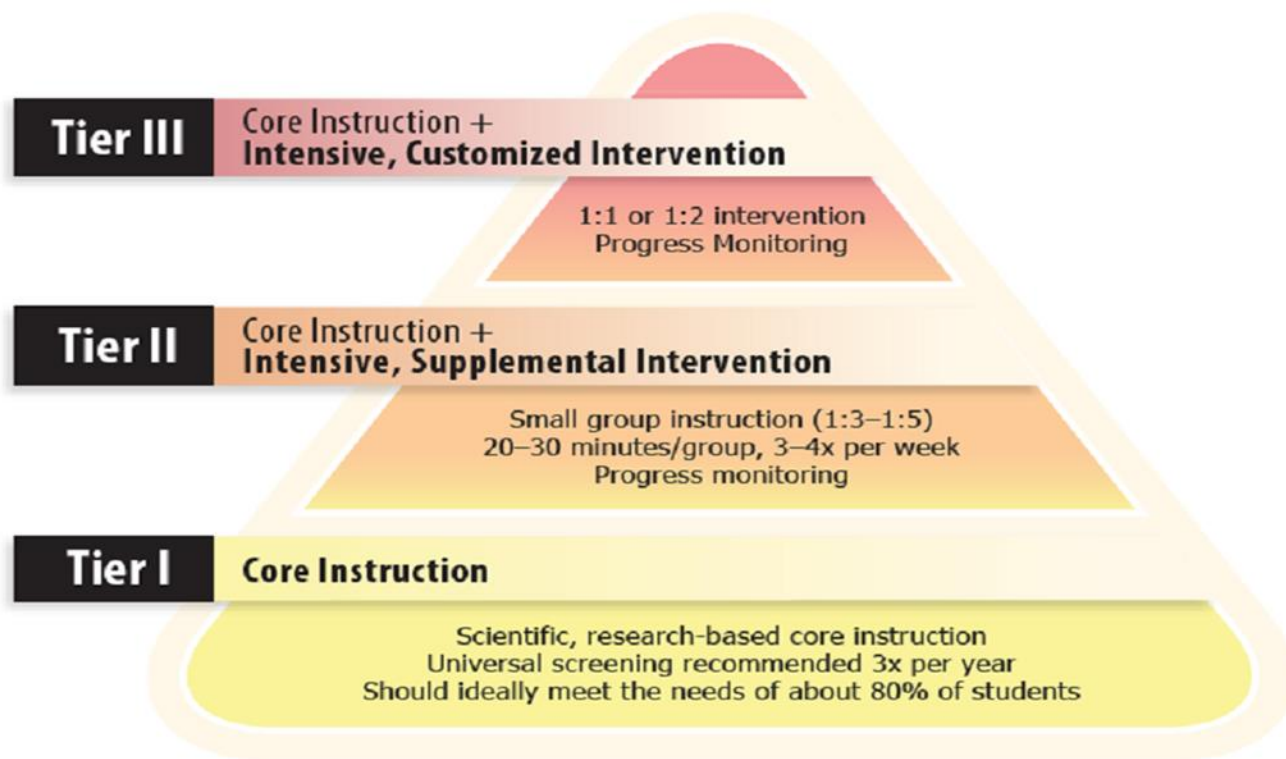 Tier III
Core Instruction +
Intensive, Customized Intervention
1:1 or 1:2 intervention
Progress Monitoring
Tier II
Core Instruction +
Intensive, Supplemental Intervention
Small group instruction (1:3–1:5)
20–30 minutes/group, 3–4x per week
Progress monitoring
Tier I
Core Instruction
Scientific, research-based core instruction
Universal screening recommended 3x per year
Should ideally meet the needs of about 80% of students